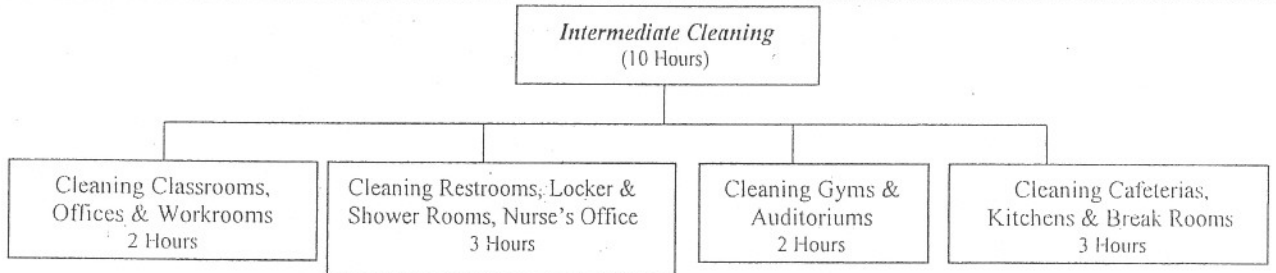 Intermediate Cleaning
(10 Hours)
Cleaning Classrooms,
Offices & Workrooms
2 Hours
Cleaning Restrooms, Locker &
Shower Rooms, Nurse's Office
3 Hours
Cleaning Gyms &
Auditoriums
2 Hours
Cleaning Cafeterias,
Kitchens & Break Rooms
3 Hours